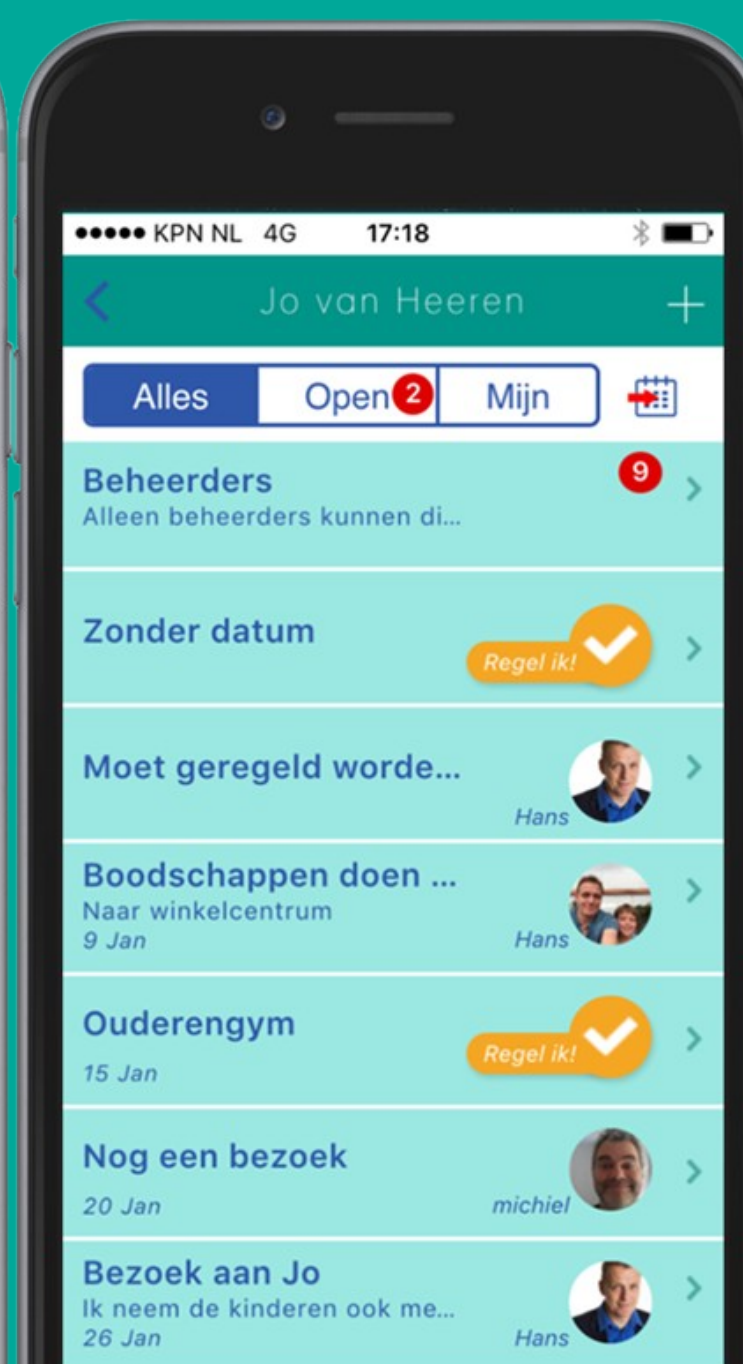 KPN NL 4G 17:18
Jo van Heeren
Alles Open 2 Mijn
Beheerders 9
Alleen beheerders kunnen di...
Zonder datum
Regel ik!
Moet geregeld worde...
Hans
Boodschappen doen ...
Naar winkelcentrum
9 Jan Hans
Ouderengym
Regel ik!
15 Jan
Nog een bezoek
20 Jan michiel
Bezoek aan Jo
Ik neem de kinderen ook me...
26 Jan Hans